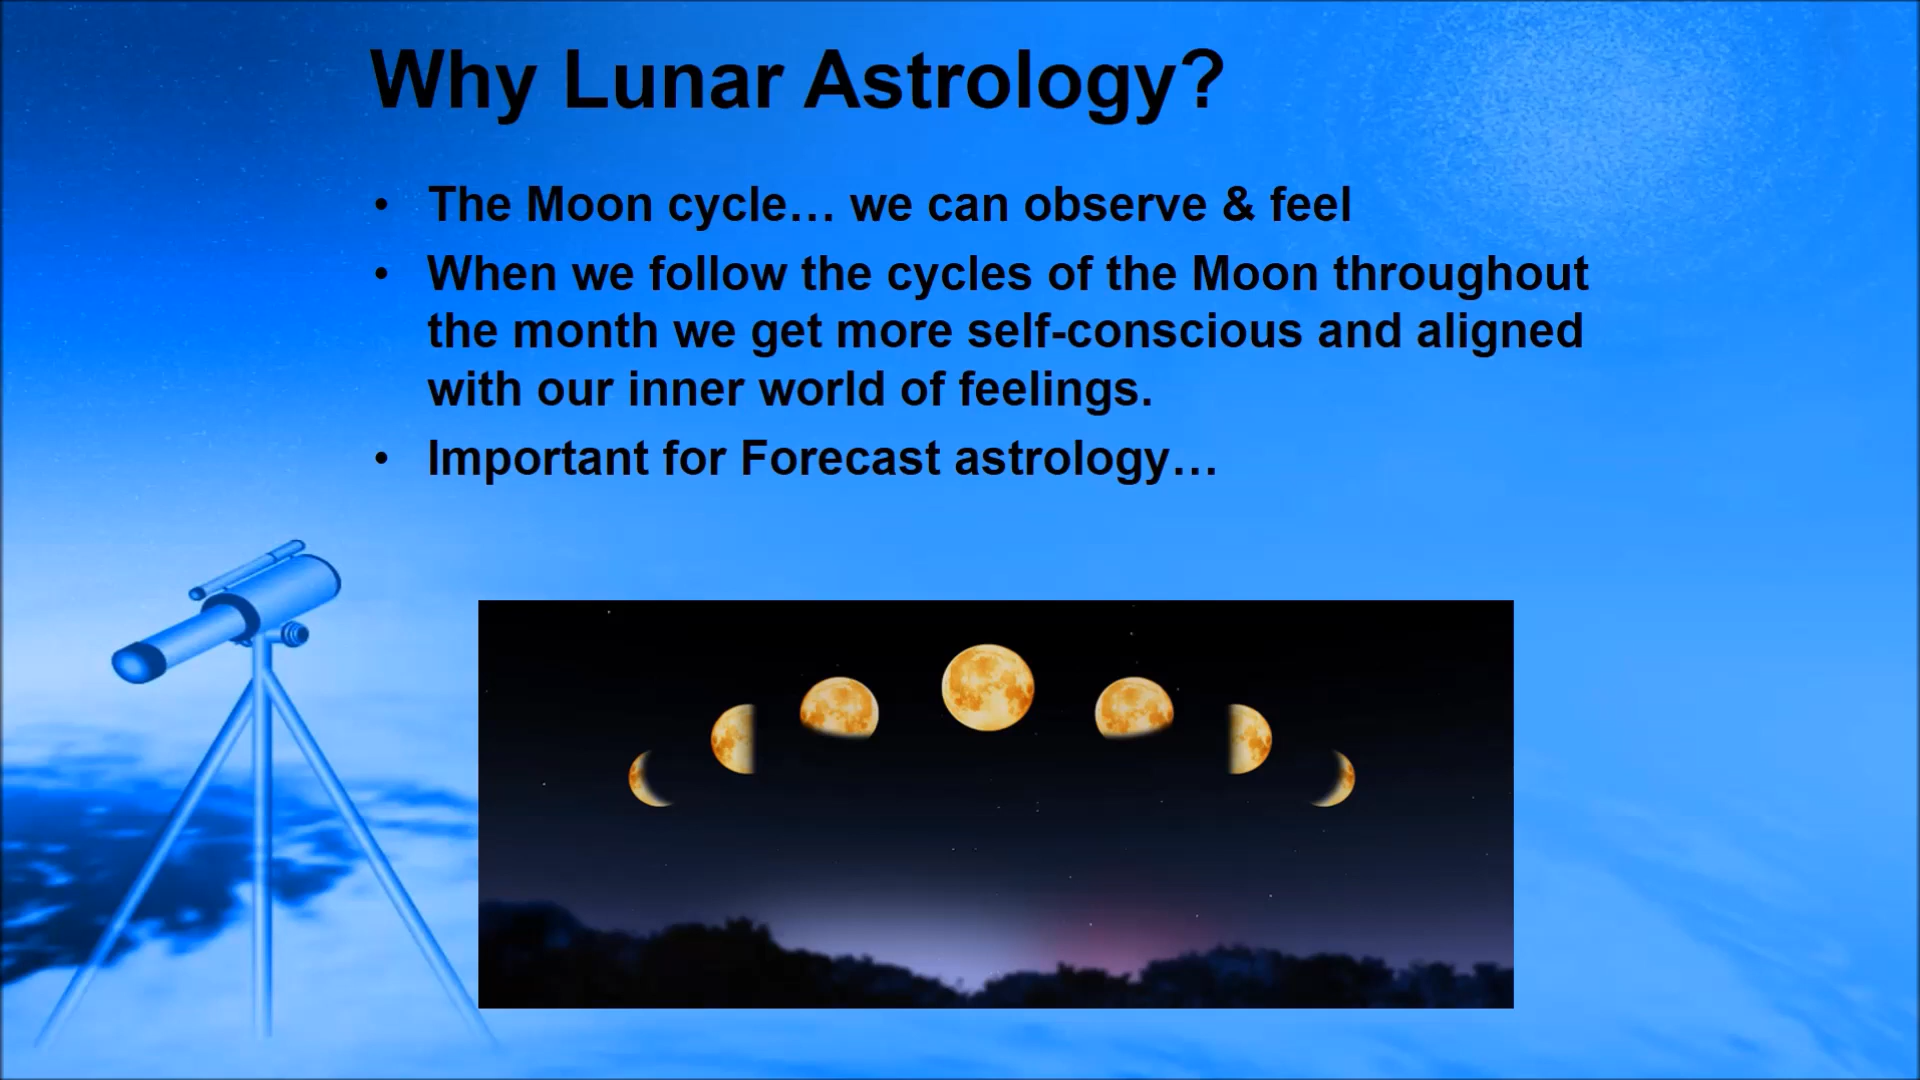 Why Lunar Astrology?
• The Moon cycle… we can observe & feel
• When we follow the cycles of the Moon throughout
the month we get more self-conscious and aligned
with our inner world of feelings.
• Important for Forecast astrology…